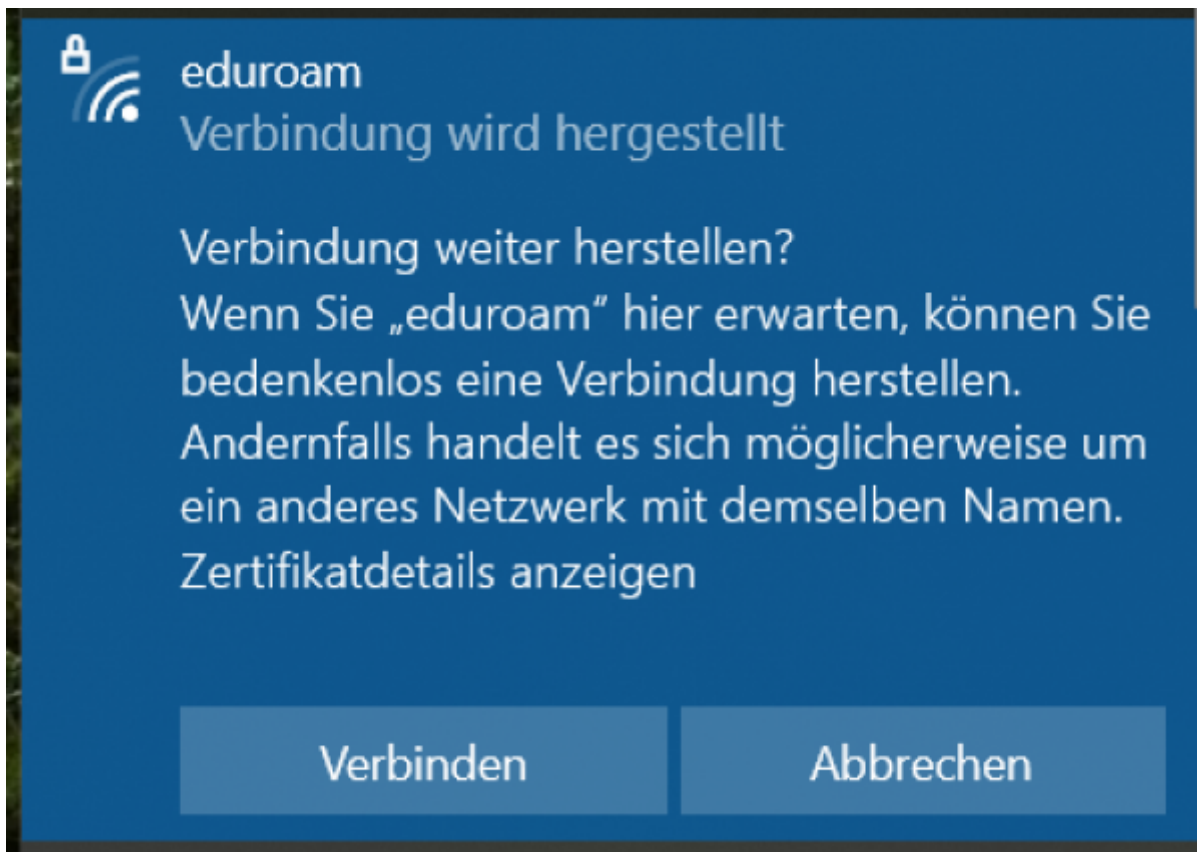 eduroam
Verbindung wird hergestellt
Verbindung weiter herstellen?
Wenn Sie „eduroam“ hier erwarten, können Sie
bedenkenlos eine Verbindung herstellen.
Andernfalls handelt es sich möglicherweise um
ein anderes Netzwerk mit demselben Namen.
Zertifikatdetails anzeigen
Verbinden
Abbrechen